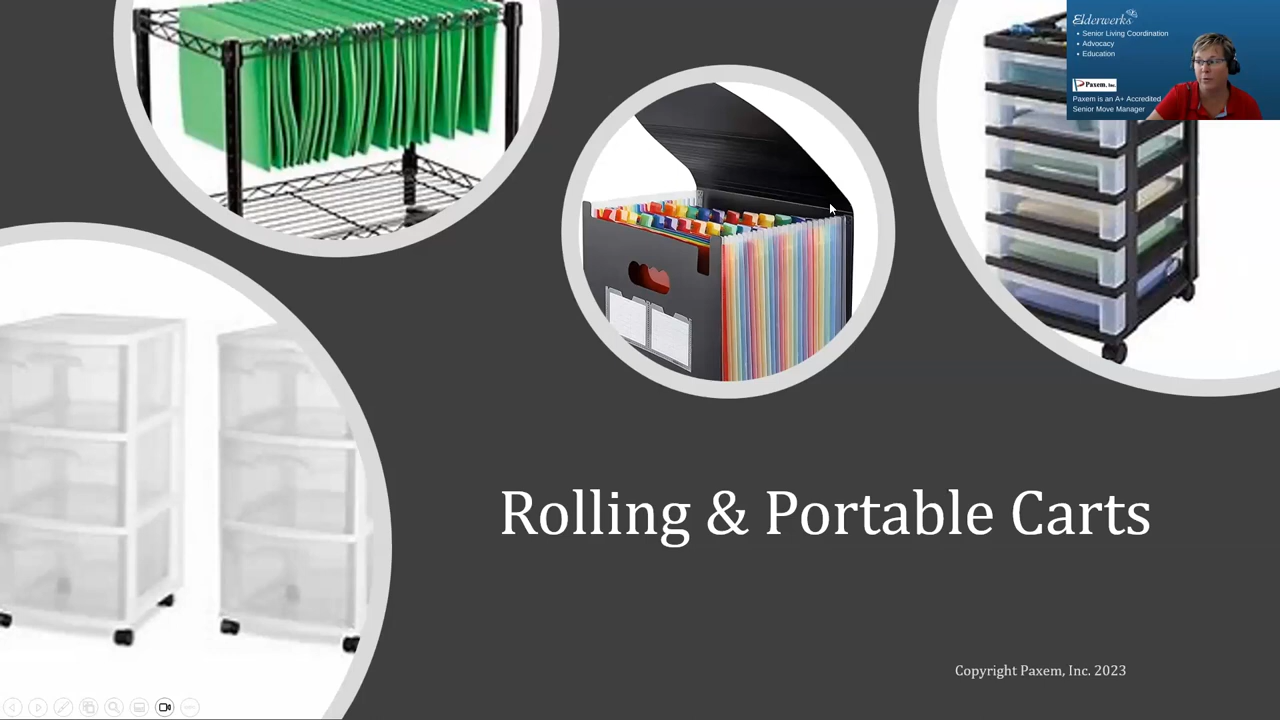 Elderwerks
• Senior Living Coordination
• Advocacy
• Education
Paxem, Inc.
Paxem is an A+ Accredited
Senior Move Manager
Rolling & Portable Carts
Copyright Paxem, Inc. 2023